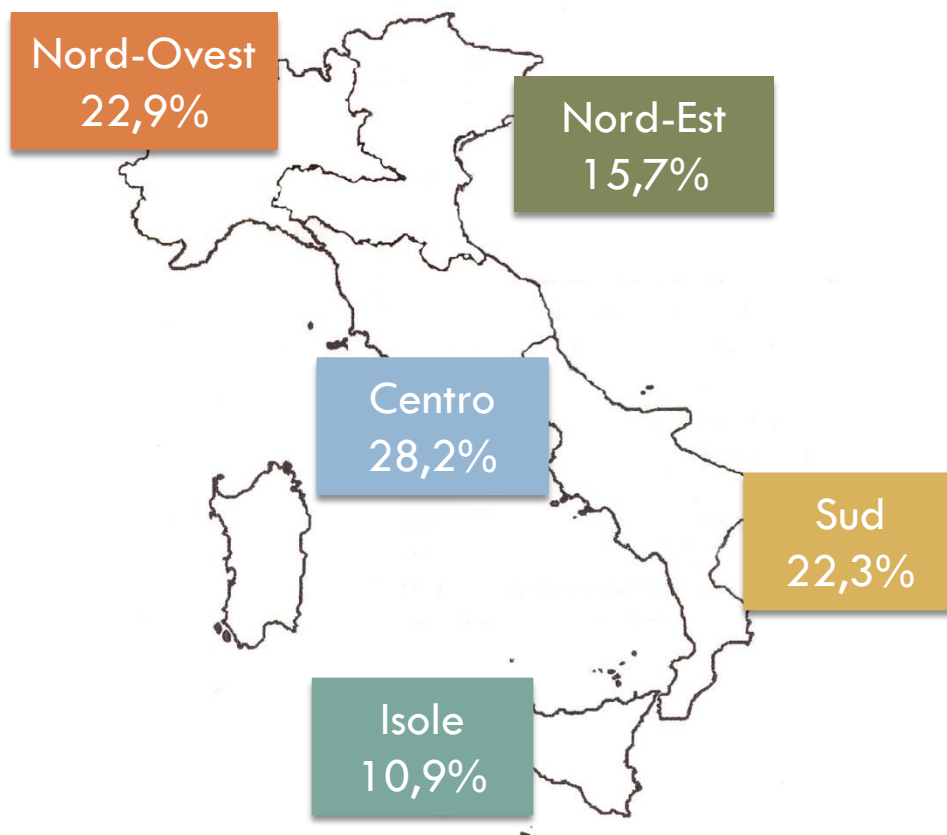 Nord-Ovest
22,9%
Nord-Est
15,7%
Centro
28,2%
Sud
22,3%
Isole
10,9%